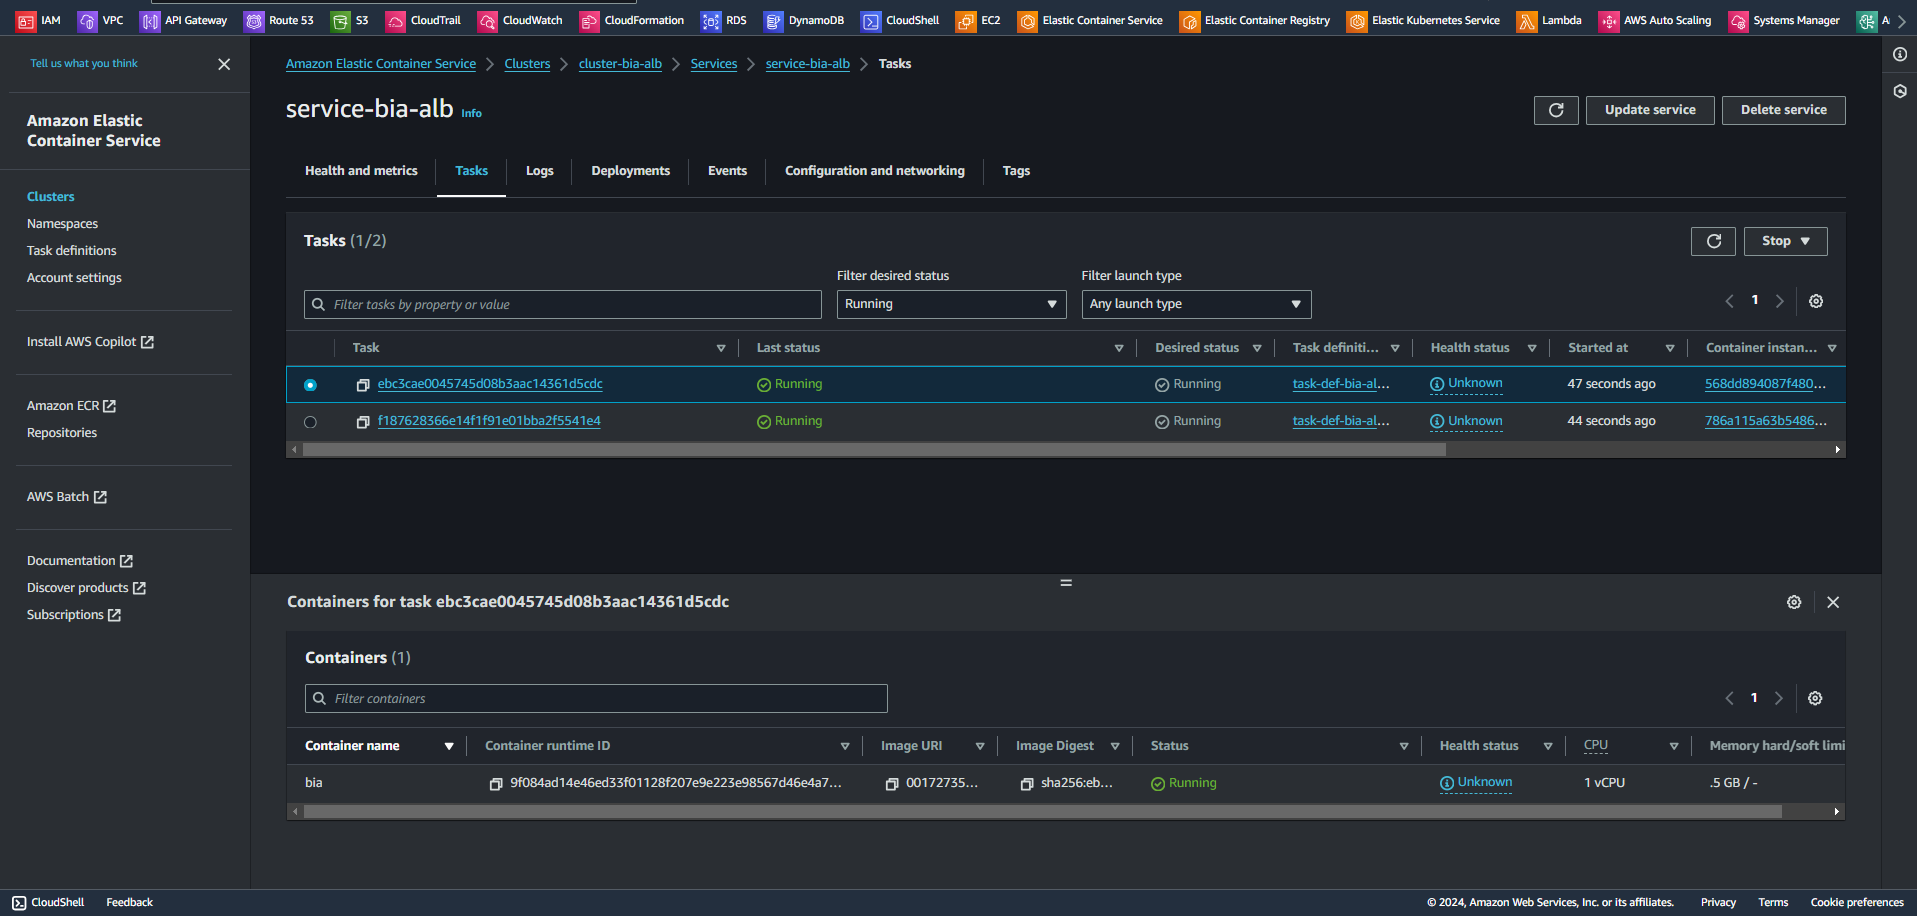 IAM VPC API Gateway Route 53 S3 CloudTrail CloudWatch CloudFormation RDS DynamoDB CloudShell EC2 Elastic Container Service Elastic Container Registry Elastic Kubernetes Service Lambda AWS Auto Scaling Systems Manager
Tell us what you think
Amazon Elastic
Container Service
Clusters
Namespaces
Task definitions
Account settings
Install AWS Copilot
Amazon ECR
Repositories
AWS Batch
Documentation
Discover products
Subscriptions
Amazon Elastic Container Service > Clusters > cluster-bia-alb > Services > service-bia-alb > Tasks
service-bia-alb Info
Update service Delete service
Health and metrics Tasks Logs Deployments Events Configuration and networking Tags
Tasks (1/2)
Stop
Filter desired status Filter launch type
Filter tasks by property or value Running Any launch type 1
Task Last status Desired status Task definiti... Health status Started at Container instan...
ebc3cae0045745d08b3aac14361d5cdc Running Running task-def-bia-al... Unknown 47 seconds ago 568dd894087f480...
f187628366e14f1f91e01bba2f5541e4 Running Running task-def-bia-al... Unknown 44 seconds ago 786a115a63b5486...
Containers for task ebc3cae0045745d08b3aac14361d5cdc
Containers (1)
Filter containers 1
Container name Container runtime ID Image URI Image Digest Status Health status CPU Memory hard/soft limi
bia 9f084ad14e46ed33f01128f207e9e223e98567d46e4a7... 00172735... sha256:eb... Running Unknown 1 vCPU .5 GB / -
CloudShell Feedback © 2024, Amazon Web Services, Inc. or its affiliates. Privacy Terms Cookie preferences